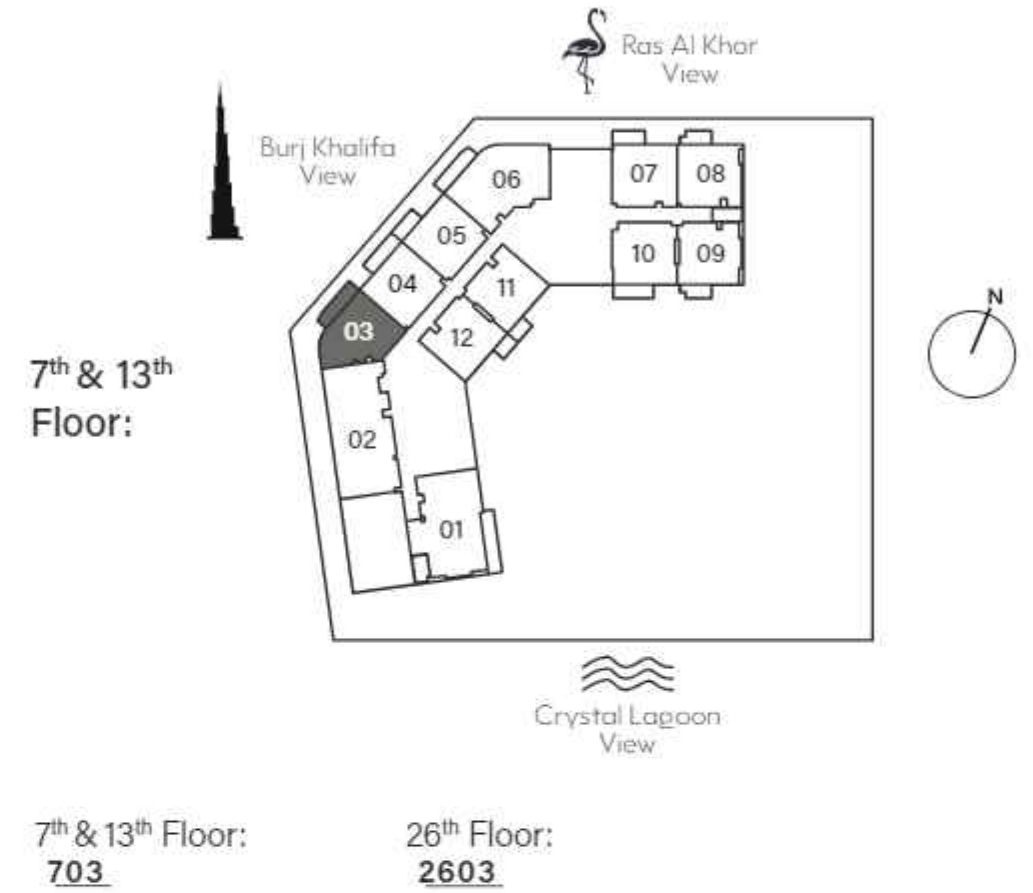 Ras Al Khor
View
Burj Khalifa
View
06
07
08
05
10
09
04
11
N
03
12
7th & 13th
Floor:
02
01
Crystal Lagoon
View
7th & 13th Floor:
703
26th Floor:
2603